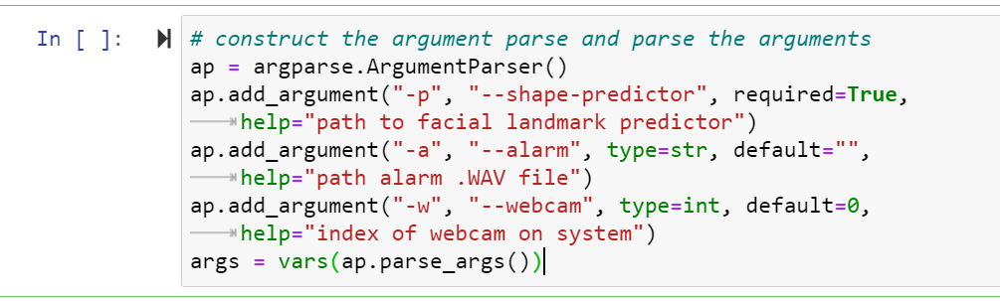 In [ ]: # construct the argument parse and parse the arguments
ap = argparse.ArgumentParser()
ap.add_argument("-p", "--shape-predictor", required=True,
help="path to facial landmark predictor")
ap.add_argument("-a", "--alarm", type=str, default="",
help="path alarm .WAV file")
ap.add_argument("-w", "--webcam", type=int, default=0,
help="index of webcam on system")
args = vars(ap.parse_args())